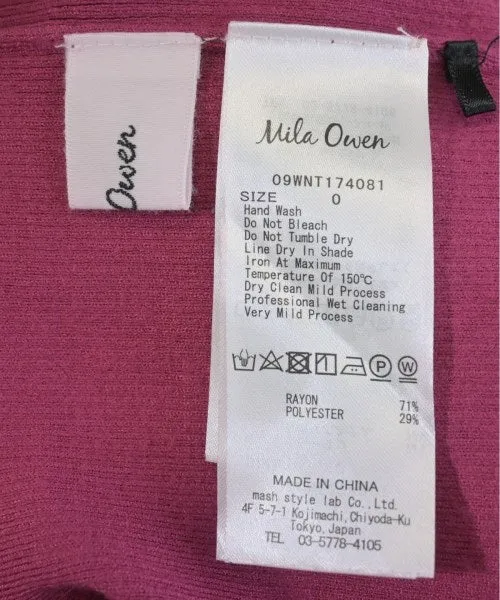 Owen
Mila Owen
09WNT174081
SIZE 0
Hand Wash
Do Not Bleach
Do Not Tumble Dry
Line Dry In Shade
Iron At Maximum
Temperature Of 150℃
Dry Clean Mild Process
Professional Wet Cleaning
Very Mild Process
P W
RAYON 71%
POLYESTER 29%
MADE IN CHINA
mash style lab Co.,Ltd.
4F 5-7-1 Kojimachi,Chiyoda-Ku
Tokyo,Japan
TEL 03-5778-4105